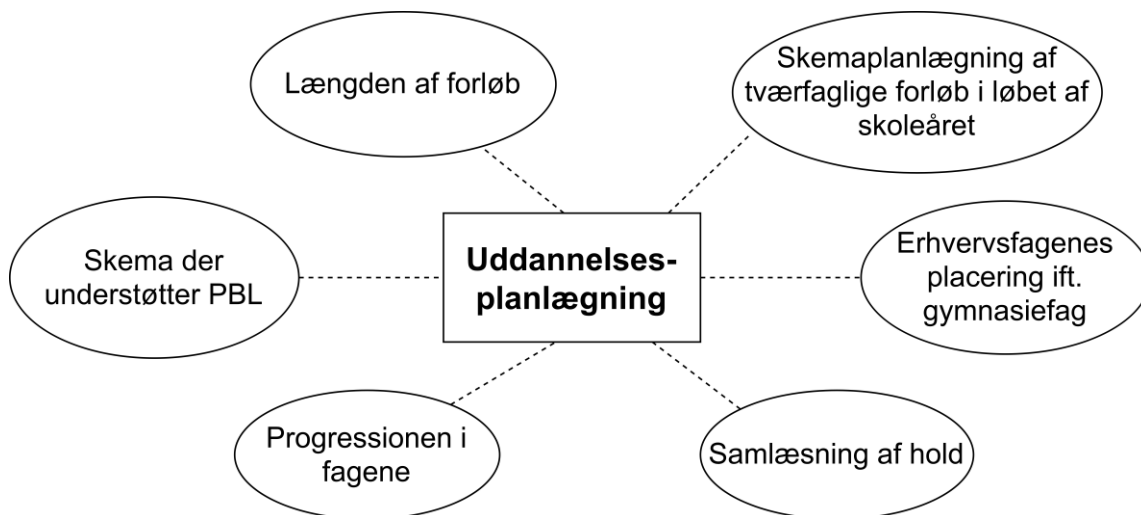 Længden af forløb
Skemaplanlægning af
tværfaglige forløb i løbet af
skoleåret
Skema der
understøtter PBL
Uddannelses-
planlægning
Erhvervsfagenes
placering ift.
gymnasiefag
Progressionen i
fagene
Samlæsning af hold